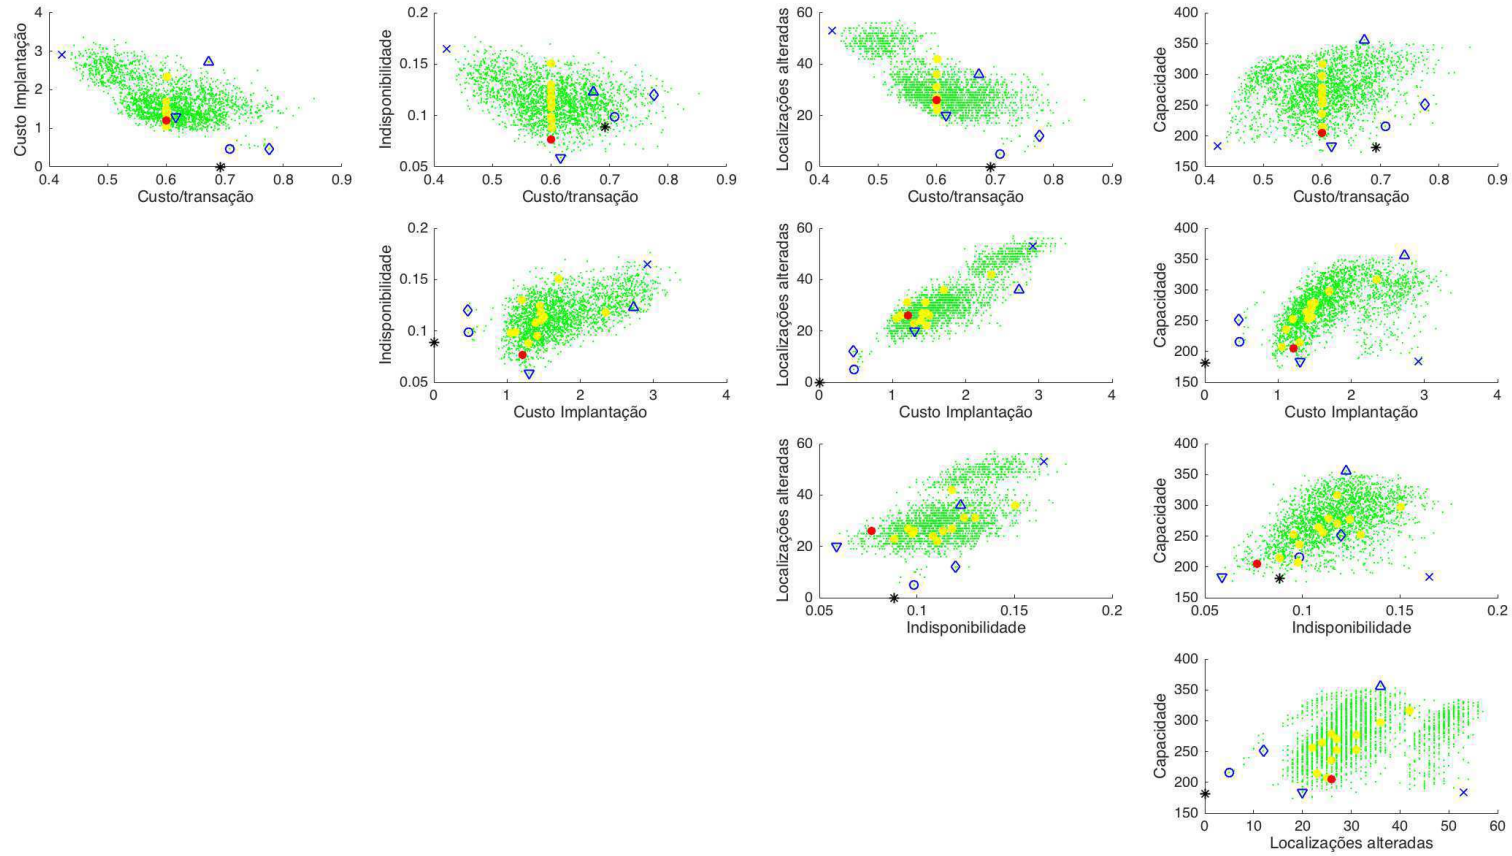 4
3
2
1
0
Custo Implantação
0.4 0.5 0.6 0.7 0.8 0.9
Custo/transação
0.2
0.15
0.1
0.05
Indisponibilidade
0.4 0.5 0.6 0.7 0.8 0.9
Custo/transação
60
40
20
0
Localizações alteradas
0.4 0.5 0.6 0.7 0.8 0.9
Custo/transação
400
350
300
250
200
150
Capacidade
0.4 0.5 0.6 0.7 0.8 0.9
Custo/transação
0.2
0.15
0.1
0.05
Indisponibilidade
0 1 2 3 4
Custo Implantação
60
40
20
0
Localizações alteradas
0 1 2 3 4
Custo Implantação
400
350
300
250
200
150
Capacidade
0 1 2 3 4
Custo Implantação
60
40
20
0
Localizações alteradas
0.05 0.1 0.15 0.2
Indisponibilidade
400
350
300
250
200
150
Capacidade
0.05 0.1 0.15 0.2
Indisponibilidade
400
350
300
250
200
150
Capacidade
0 10 20 30 40 50 60
Localizações alteradas